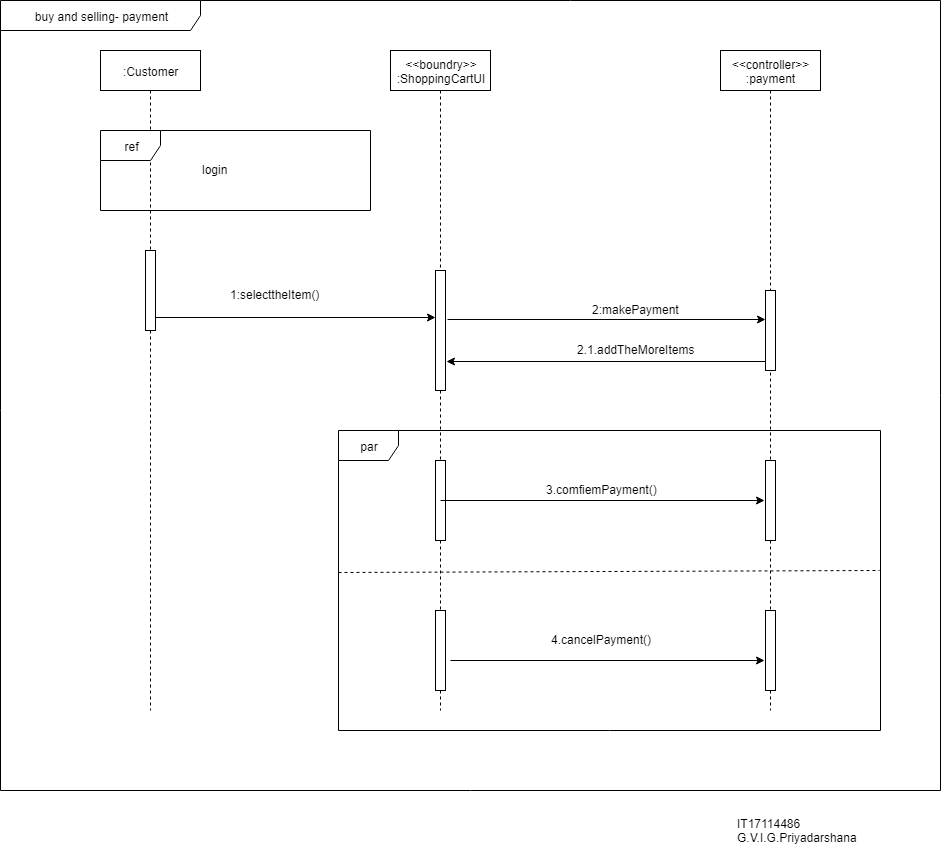 buy and selling- payment
:Customer
<<boundry>>
:ShoppingCartUI
<<controller>>
:payment
ref
login
1:selecttheItem()
2:makePayment
2.1.addTheMoreItems
par
3.comfiemPayment()
4.cancelPayment()
IT17114486
G.V.I.G.Priyadarshana